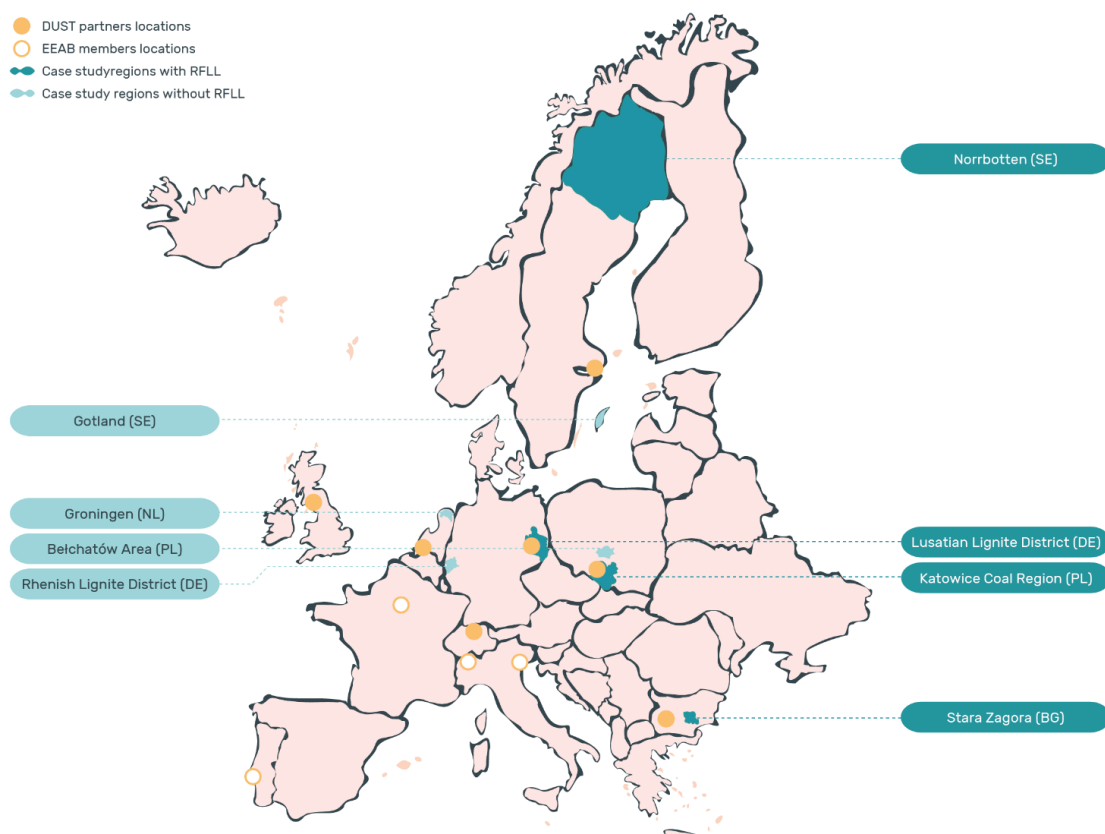 DUST partners locations
EEAB members locations
Case studyregions with RFLL
Case study regions without RFLL
Norrbotten (SE)
Gotland (SE)
Groningen (NL)
Bełchatów Area (PL)
Rhenish Lignite District (DE)
Lusatian Lignite District (DE)
Katowice Coal Region (PL)
Stara Zagora (BG)